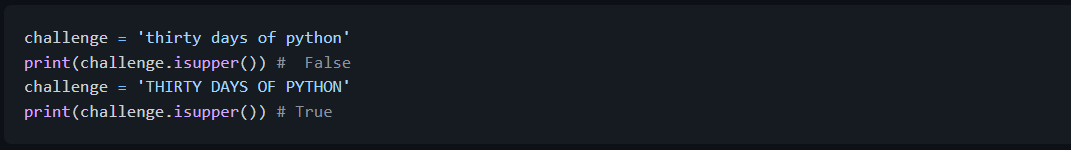 challenge = 'thirty days of python'
print(challenge.isupper()) #  False
challenge = 'THIRTY DAYS OF PYTHON'
print(challenge.isupper()) # True